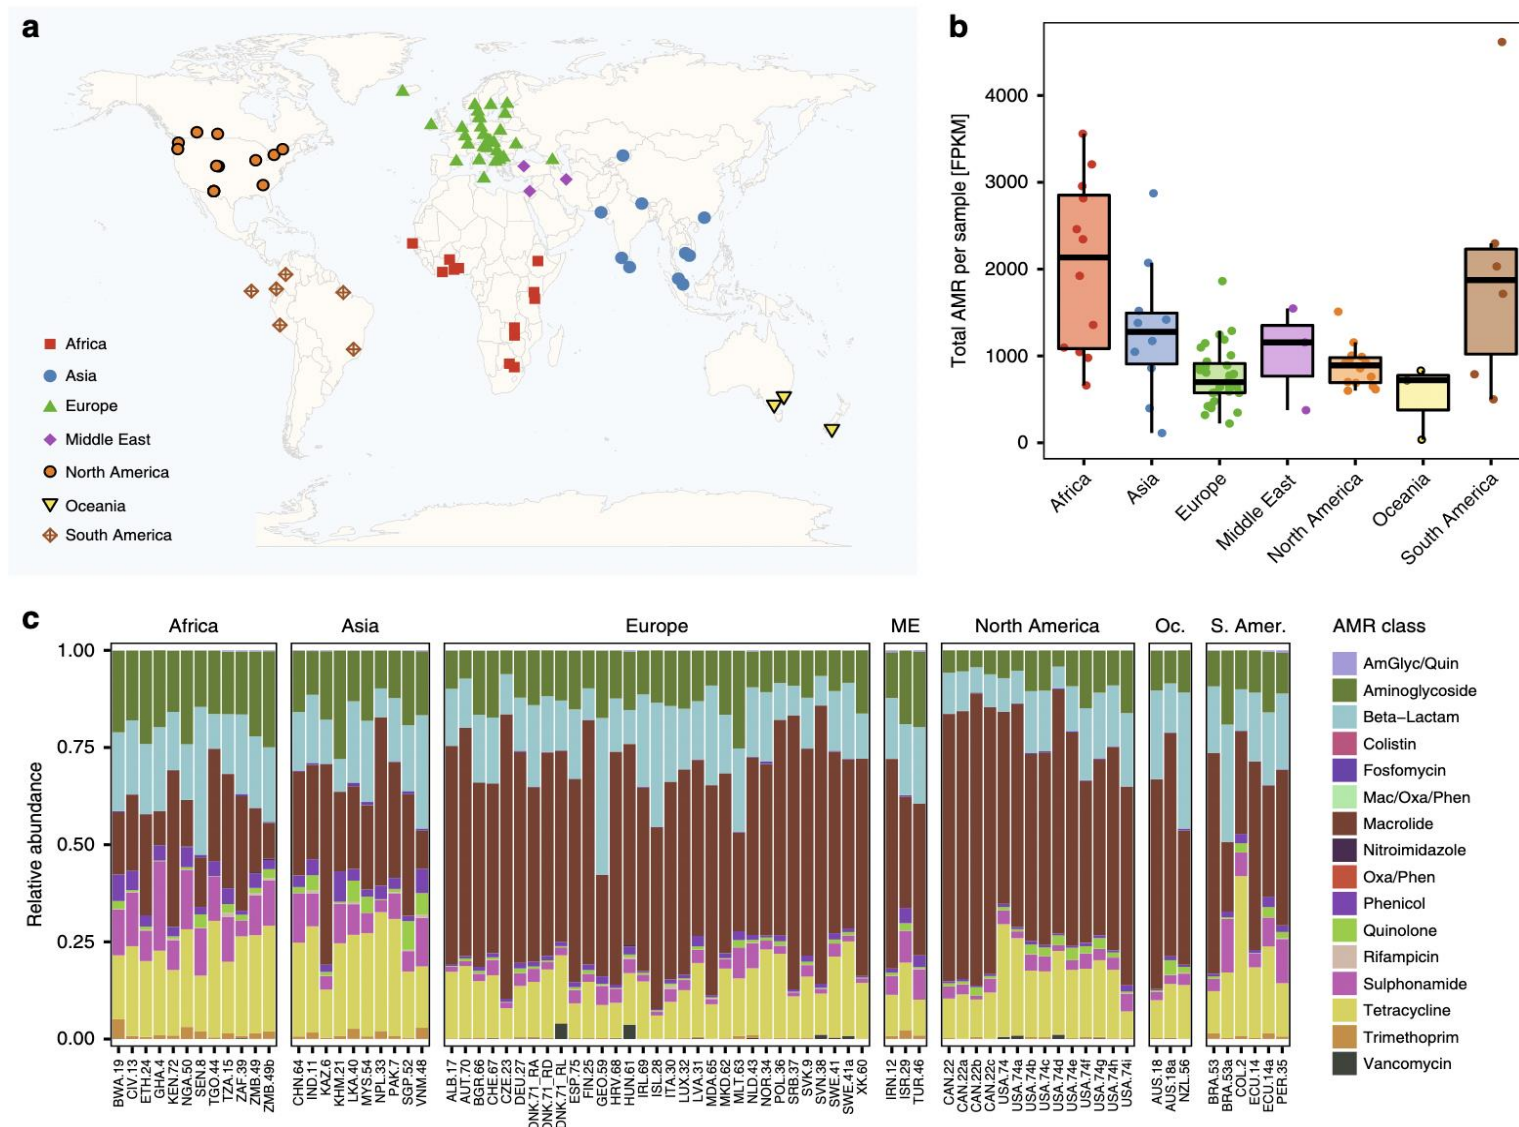 a
Africa
Asia
Europe
Middle East
North America
Oceania
South America
b
Total AMR per sample [FPKM]
4000
3000
2000
1000
0
Africa
Asia
Europe
Middle East
North America
Oceania
South America
c
Africa
Asia
Europe
ME
North America
Oc.
S. Amer.
Relative abundance
1.00
0.75
0.50
0.25
0.00
BWA.19
CIV.13
ETH.24
GHA.4
KEN.72
NGA.50
SEN.8
TGO.44
TZA.15
ZAF.39
ZMB.49
ZMB.49b
CHN.64
IND.11
KAZ.6
KHM.21
LKA.40
MYS.54
NPL.33
PAK.7
SGP.52
VNM.48
ALB.17
AUT.70
BGR.66
CHE.67
CZE.23
DEU.27
DNK.71_RA
DNK.71_RD
DNK.71_RL
ESP.75
FIN.25
GEO.59
HRV.68
HUN.61
IRL.69
ISL.28
ITA.30
LUX.32
LVA.31
MDA.65
MKD.62
MLT.63
NLD.43
NOR.34
POL.36
SRB.37
SVK.9
SVN.38
SWE.41
SWE.41a
XK.60
IRN.12
ISR.29
TUR.46
CAN.22
CAN.22a
CAN.22b
CAN.22c
USA.74
USA.74a
USA.74b
USA.74c
USA.74d
USA.74e
USA.74f
USA.74g
USA.74h
USA.74i
AUS.18
AUS.18a
NZL.56
BRA.53
BRA.53a
COL.2
ECU.14
ECU.14a
PER.35
AMR class
AmGlyc/Quin
Aminoglycoside
Beta–Lactam
Colistin
Fosfomycin
Mac/Oxa/Phen
Macrolide
Nitroimidazole
Oxa/Phen
Phenicol
Quinolone
Rifampicin
Sulphonamide
Tetracycline
Trimethoprim
Vancomycin